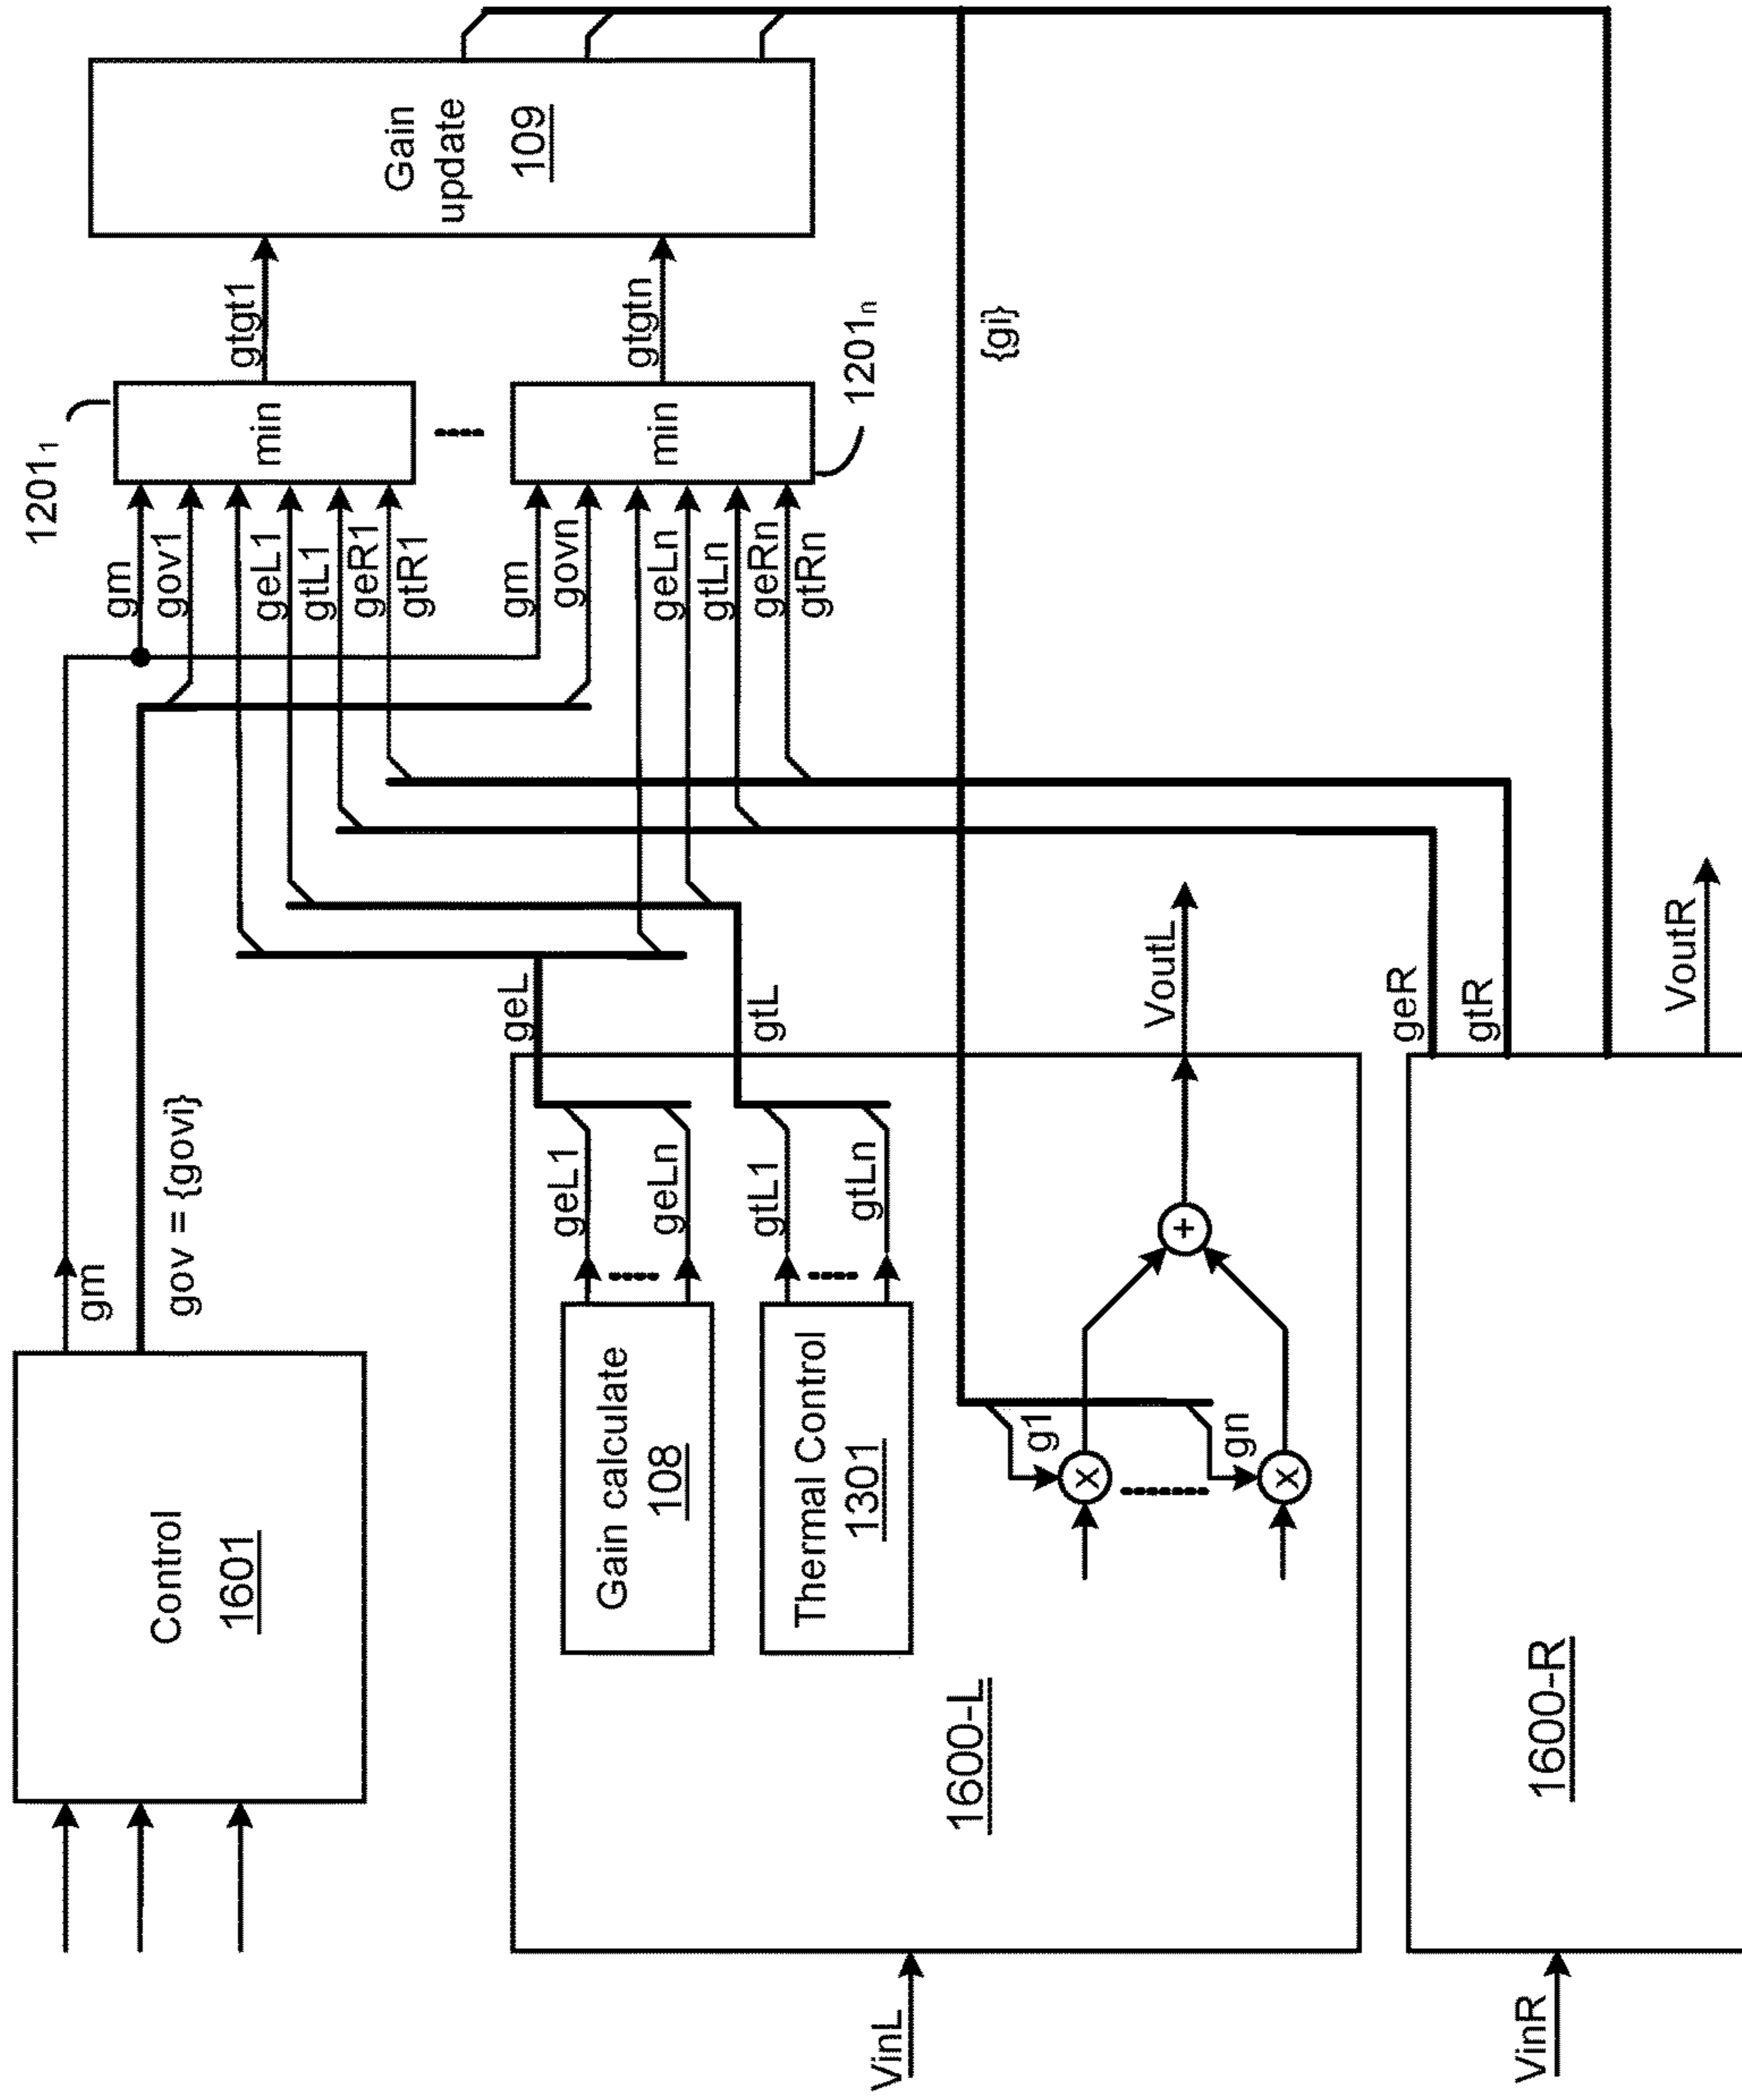 Control
1601
gm
gov = {govi}
1201₁
gm
gov1
geL1
gtL1
geR1
gtR1
min
gtgt1
Gain
update
109
gm
govn
geLn
gtLn
geRn
gtRn
min
gtgtn
1201ₙ
{gi}
geL
gtL
VinL
1600-L
Gain calculate
108
geL1
geLn
Thermal Control
1301
gtL1
gtLn
g1
X
gn
X
+
VoutL
VinR
1600-R
geR
gtR
VoutR